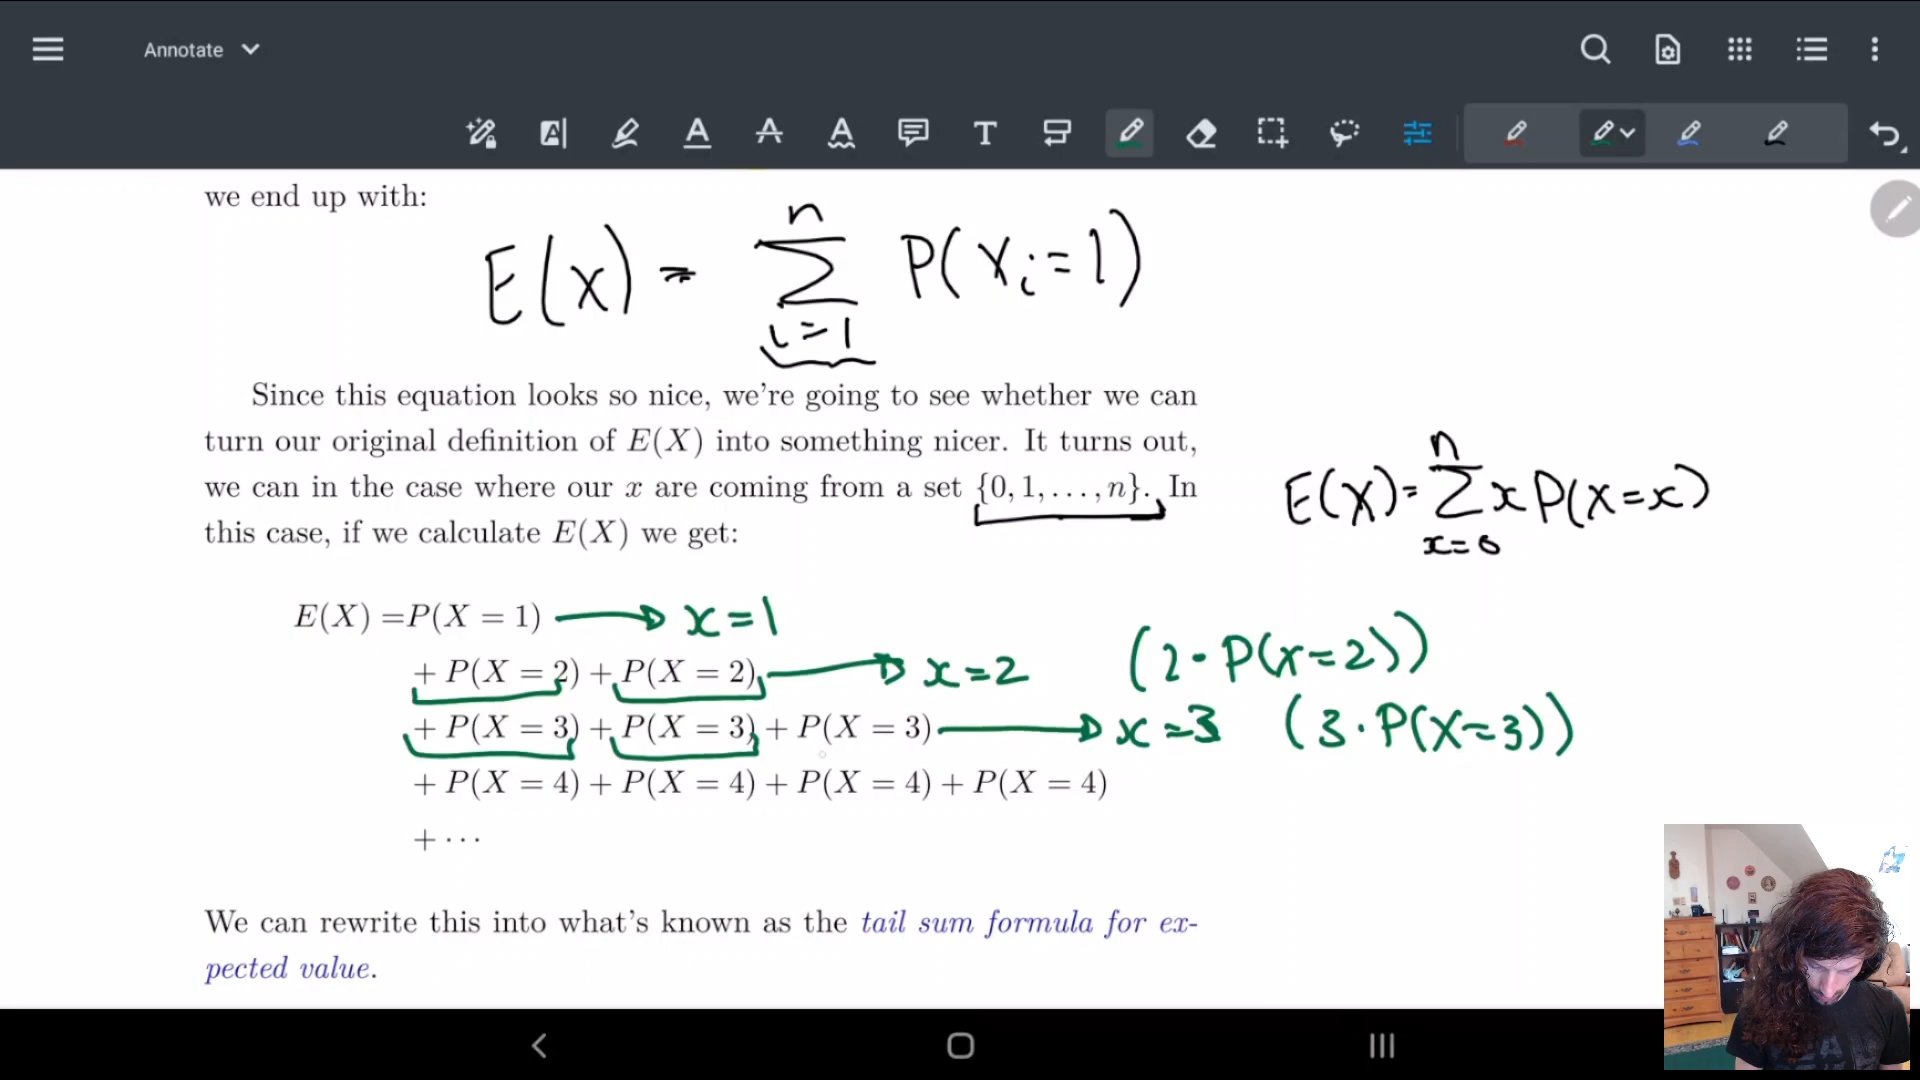 Annotate
we end up with:
E(x) = n Σ i=1 P(Xi=1)
Since this equation looks so nice, we're going to see whether we can
turn our original definition of E(X) into something nicer. It turns out,
we can in the case where our x are coming from a set {0, 1, . . . , n}. In
this case, if we calculate E(X) we get:
E(X) = n Σ x=0 x P(X=x)
E(X) =P(X = 1) → x=1
+ P(X = 2) + P(X = 2) → x=2 (2·P(X=2))
+ P(X = 3) + P(X = 3) + P(X = 3) → x=3 (3·P(X=3))
+ P(X = 4) + P(X = 4) + P(X = 4) + P(X = 4)
+ · · ·
We can rewrite this into what's known as the tail sum formula for ex-
pected value.